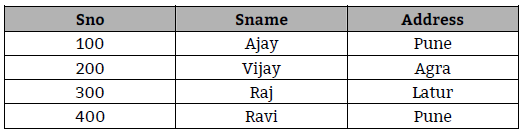 Sno Sname Address
100 Ajay Pune
200 Vijay Agra
300 Raj Latur
400 Ravi Pune